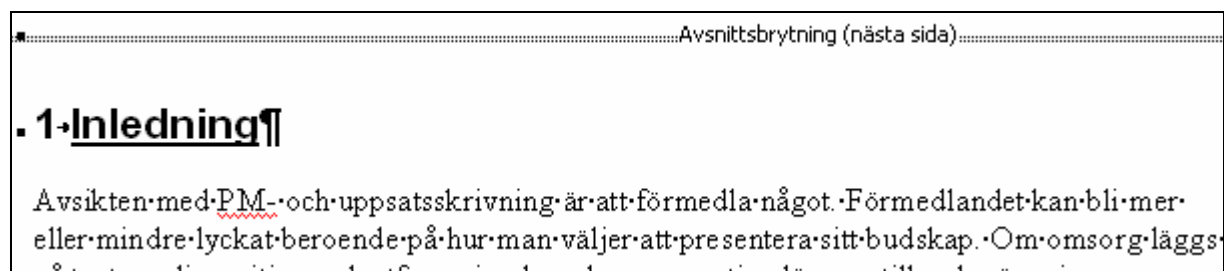 Avsnittsbrytning (nästa sida)
1 Inledning¶
Avsikten·med·PM-·och·uppsatsskrivning·är·att·förmedla·något.·Förmedlandet·kan·bli·mer·
eller·mindre·lyckat·beroende·på·hur·man·väljer·att·presentera·sitt·budskap.·Om·omsorg·läggs·